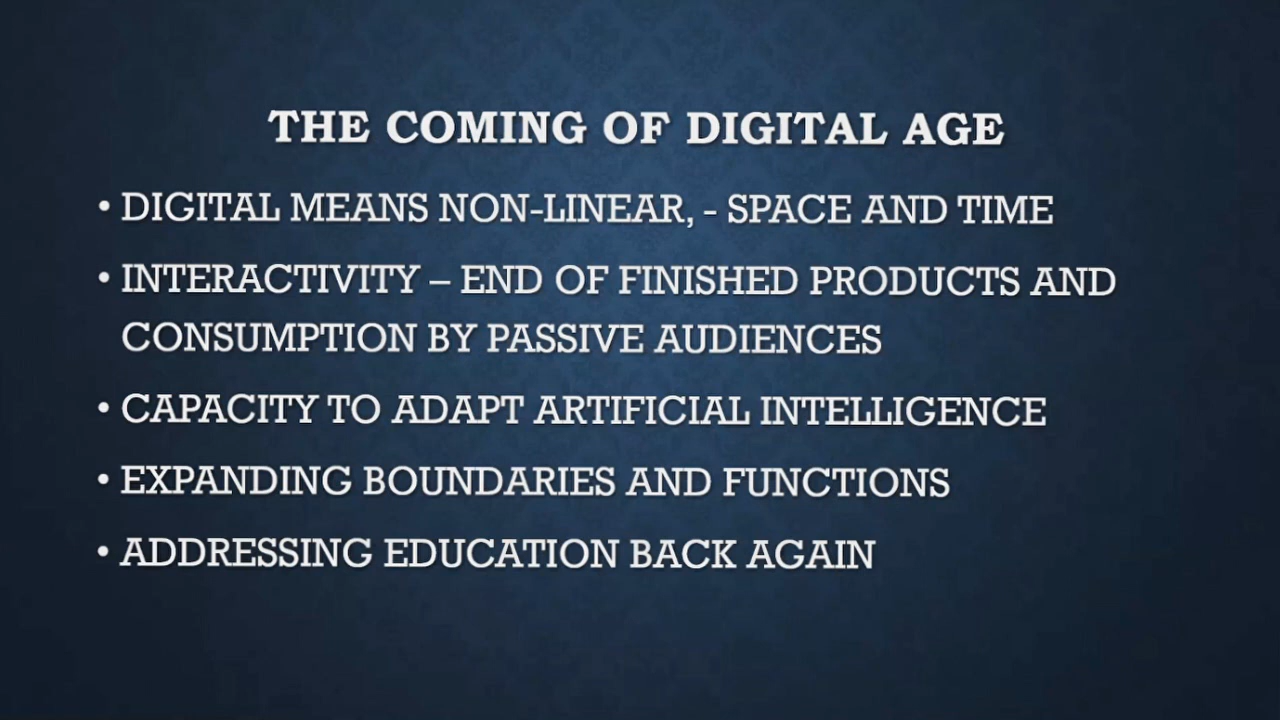 THE COMING OF DIGITAL AGE
• DIGITAL MEANS NON-LINEAR, - SPACE AND TIME
• INTERACTIVITY – END OF FINISHED PRODUCTS AND
CONSUMPTION BY PASSIVE AUDIENCES
• CAPACITY TO ADAPT ARTIFICIAL INTELLIGENCE
• EXPANDING BOUNDARIES AND FUNCTIONS
• ADDRESSING EDUCATION BACK AGAIN